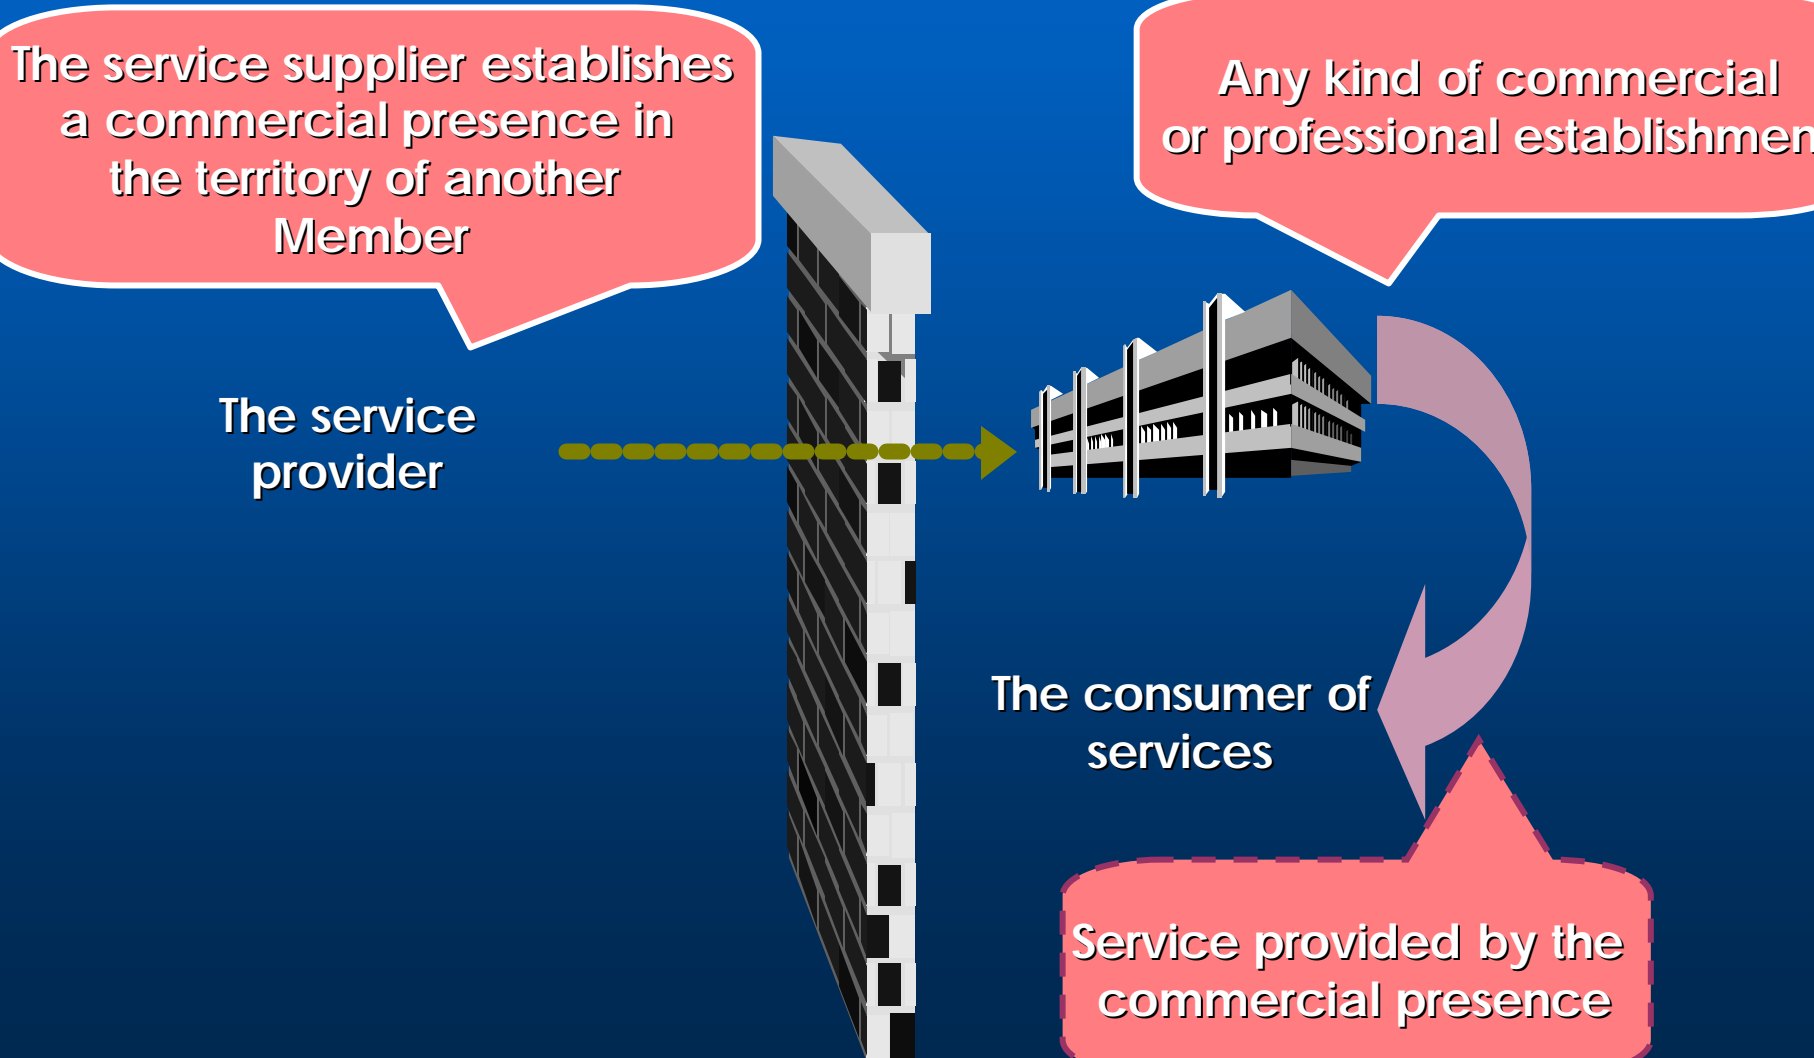 The service supplier establishes
a commercial presence in
the territory of another
Member
Any kind of commercial
or professional establishmen
The service
provider
The consumer of
services
Service provided by the
commercial presence